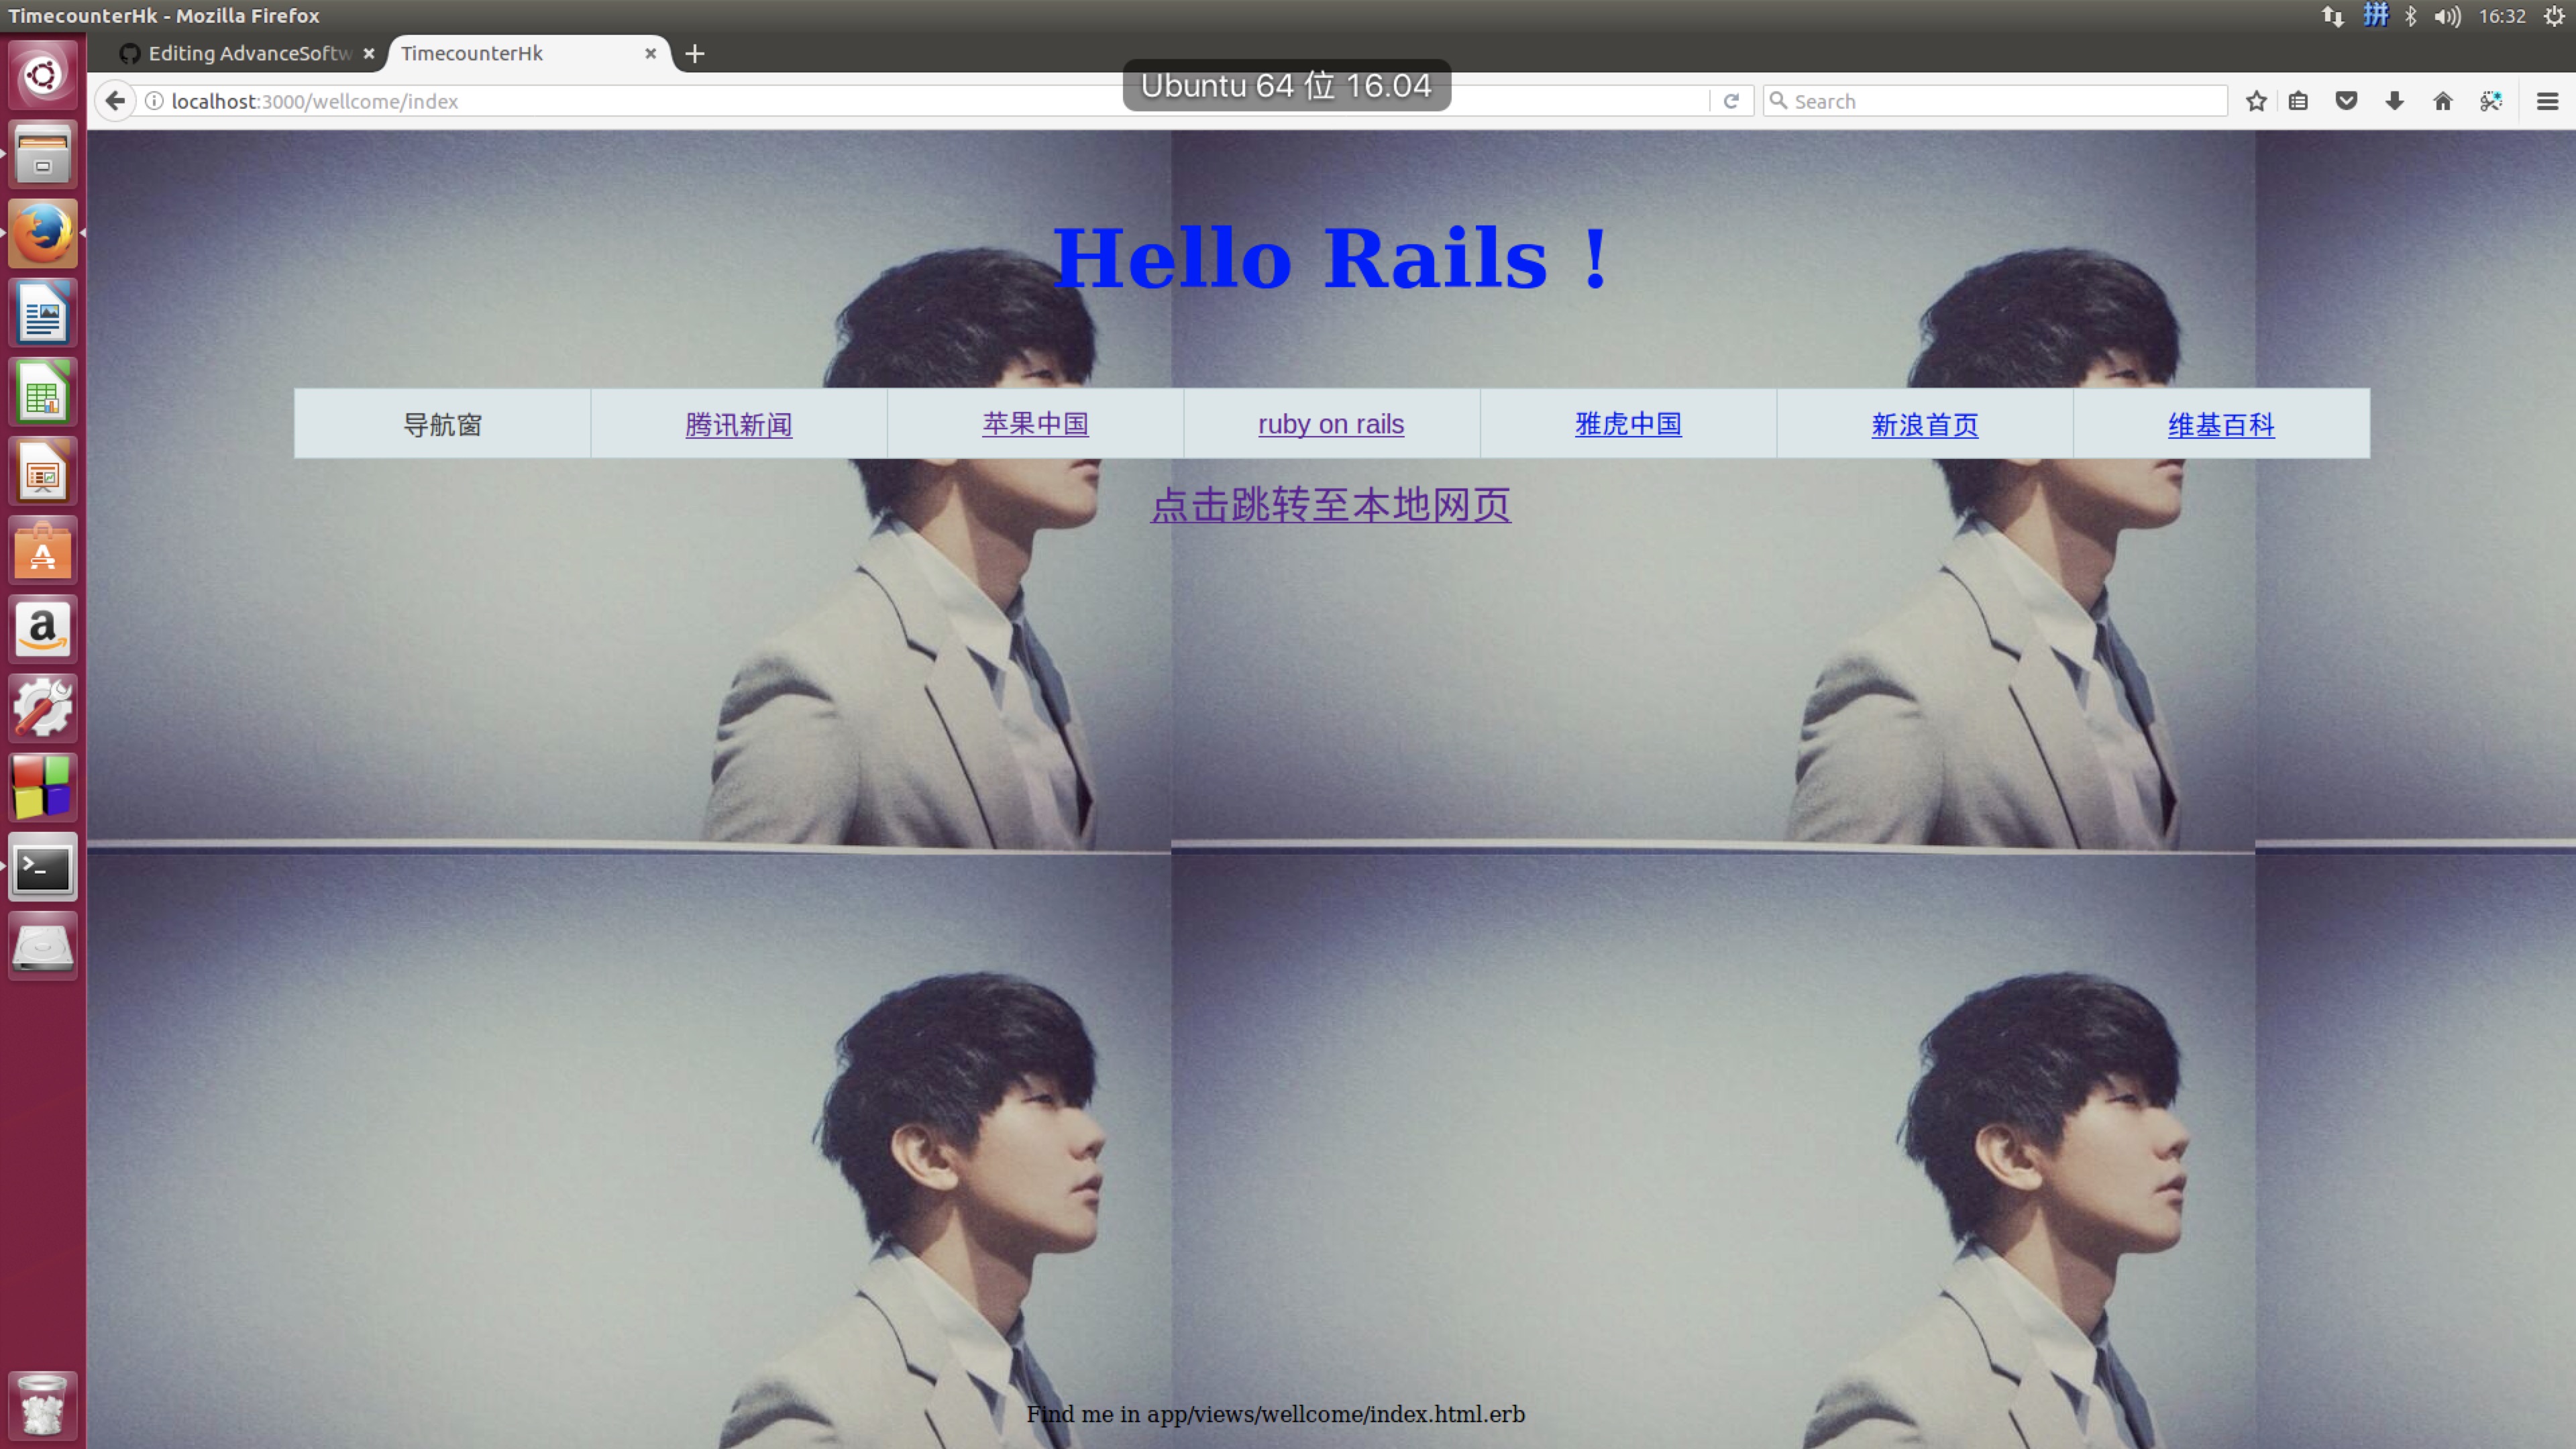 TimecounterHk - Mozilla Firefox
拼
16:32
Editing AdvanceSoftw
TimecounterHk
Ubuntu 64 位 16.04
localhost:3000/wellcome/index
Search
Hello Rails !
导航窗 腾讯新闻 苹果中国 ruby on rails 雅虎中国 新浪首页 维基百科
点击跳转至本地网页
Find me in app/views/wellcome/index.html.erb